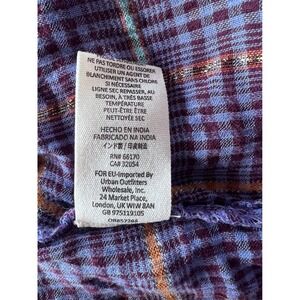 NE PAS TORDRE OU ESSORER
UTILISER UN AGENT DE
BLANCHIMENT SANS CHLORE
SI NÉCESSAIRE
LIGNE SEC REPASSER, AU
BESOIN, À TRÈS BASSE
TEMPÉRATURE
PEUT-ÊTRE ÊTRE
NETTOYÉE SEC
HECHO EN INDIA
FABRICADO NA INDIA
インド製 / 印度制造
RN# 66170
CA# 32054
FOR EU-Imported By
Urban Outfitters
Wholesale, Inc.
24 Market Place,
London, UK W1W 8AN
GB 975119105